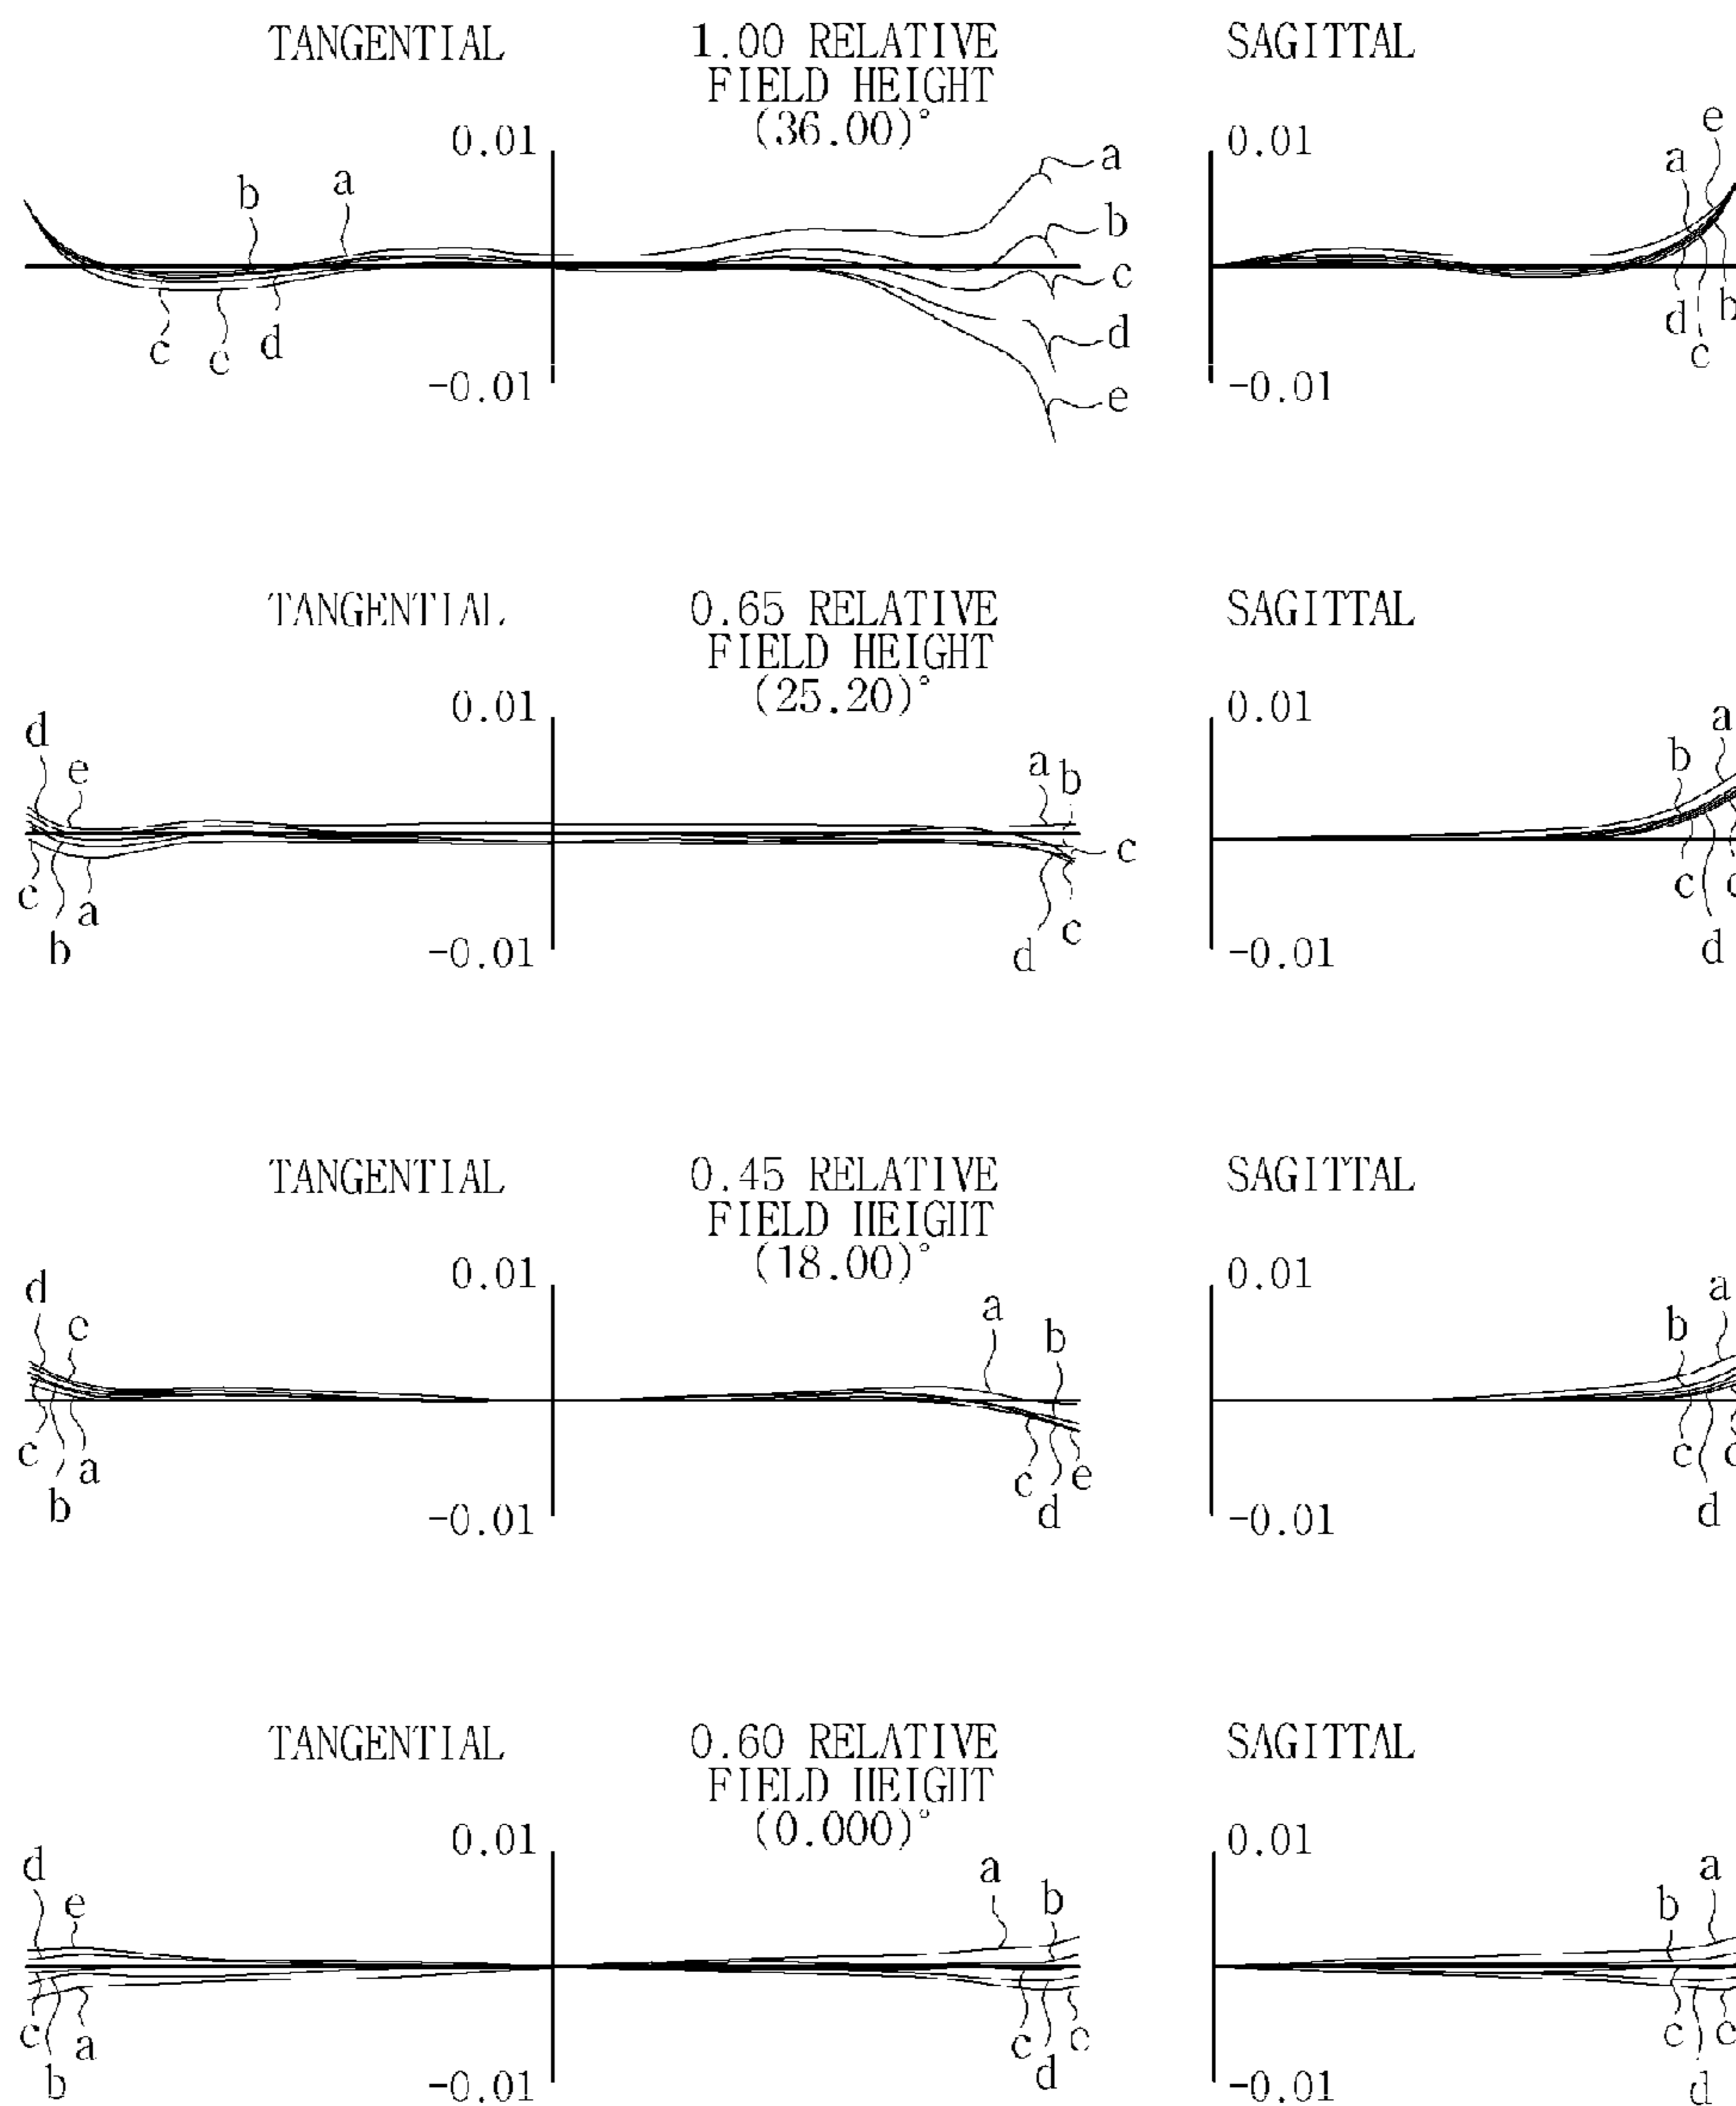 TANGENTIAL 1.00 RELATIVE SAGITTAL
FIELD HEIGHT
(36.00)°
0.01 0.01
e
a a
b a b
c c d
c d e
d b
c
-0.01 -0.01
TANGENTIAL 0.65 RELATIVE SAGITTAL
FIELD HEIGHT
(25.20)°
0.01 0.01
d e a b b a
c b a c d c
c c d
-0.01 -0.01
TANGENTIAL 0.45 RELATIVE SAGITTAL
FIELD HEIGHT
(18.00)°
0.01 0.01
d c a b b a
c b a c d e
c c d
-0.01 -0.01
TANGENTIAL 0.60 RELATIVE SAGITTAL
FIELD HEIGHT
(0.000)°
0.01 0.01
d e a b b a
c b a c d e
c c d
-0.01 -0.01